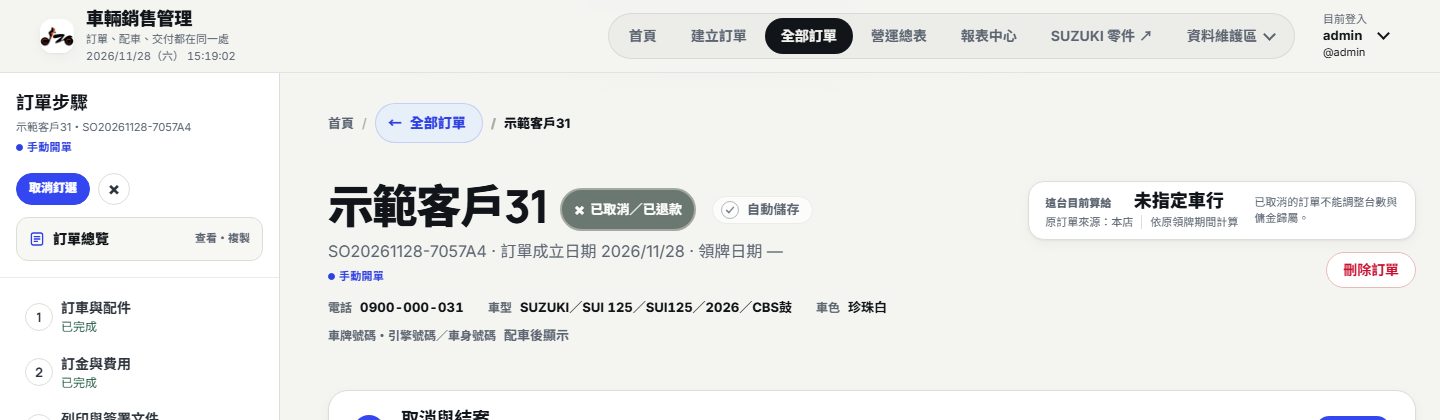 車輛銷售管理
訂單、配車、交付都在同一處
2026/11/28（六） 15:19:02
首頁
建立訂單
全部訂單
營運總表
報表中心
SUZUKI 零件 ↗
資料維護區
目前登入
admin
@admin
訂單步驟
示範客戶31 • SO20261128-7057A4
手動開單
取消釘選
訂單總覽
查看・複製
1
訂車與配件
已完成
2
訂金與費用
已完成
列印與簽署文件
首頁 / ← 全部訂單 / 示範客戶31
示範客戶31
✖ 已取消／已退款
自動儲存
SO20261128-7057A4 · 訂單成立日期 2026/11/28 · 領牌日期 —
手動開單
電話 0900-000-031 車型 SUZUKI／SUI 125／SUI125／2026／CBS鼓 車色 珍珠白
車牌號碼・引擎號碼／車身號碼 配車後顯示
這台目前算給 未指定車行
原訂單來源：本店 依原領牌期間計算
已取消的訂單不能調整台數與
傭金歸屬。
刪除訂單
取消與結案